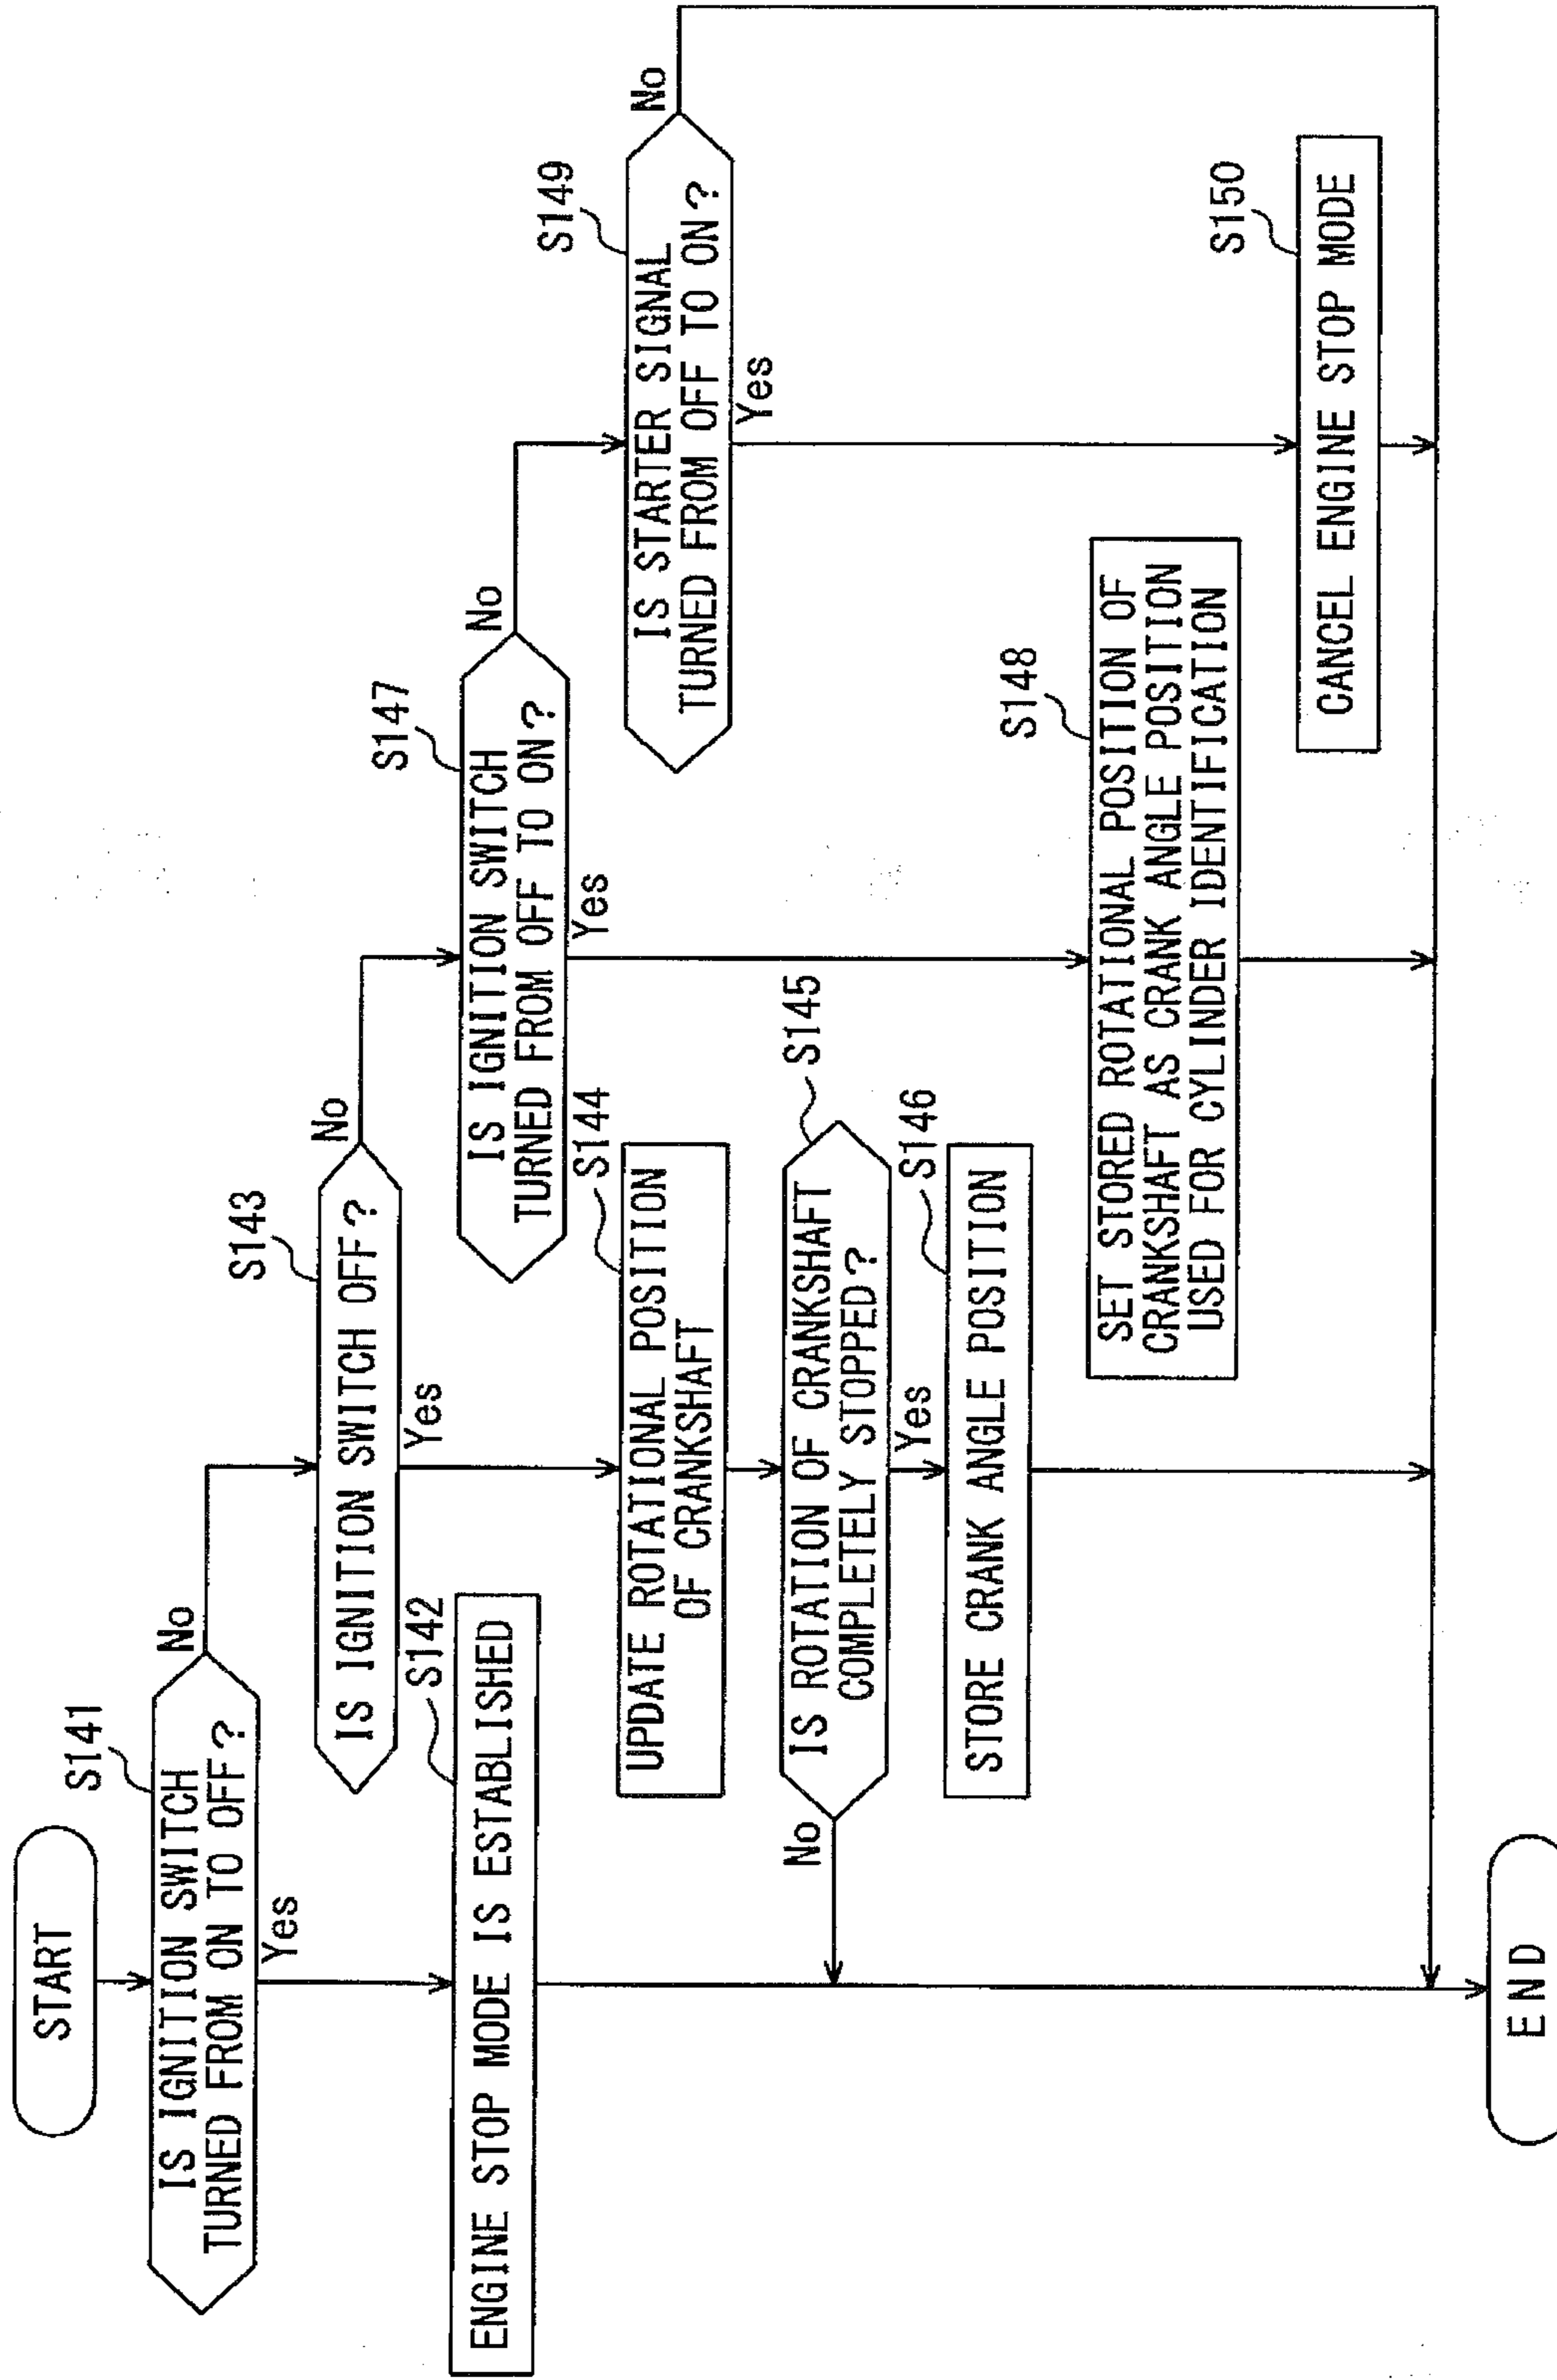 START
S141
IS IGNITION SWITCH
TURNED FROM ON TO OFF?
No
Yes
S142
ENGINE STOP MODE IS ESTABLISHED
S143
IS IGNITION SWITCH OFF?
No
Yes
S144
UPDATE ROTATIONAL POSITION
OF CRANKSHAFT
S145
IS ROTATION OF CRANKSHAFT
COMPLETELY STOPPED?
No
Yes
S146
STORE CRANK ANGLE POSITION
S147
IS IGNITION SWITCH
TURNED FROM OFF TO ON?
No
Yes
S148
SET STORED ROTATIONAL POSITION OF
CRANKSHAFT AS CRANK ANGLE POSITION
USED FOR CYLINDER IDENTIFICATION
S149
IS STARTER SIGNAL
TURNED FROM OFF TO ON?
No
Yes
S150
CANCEL ENGINE STOP MODE
END